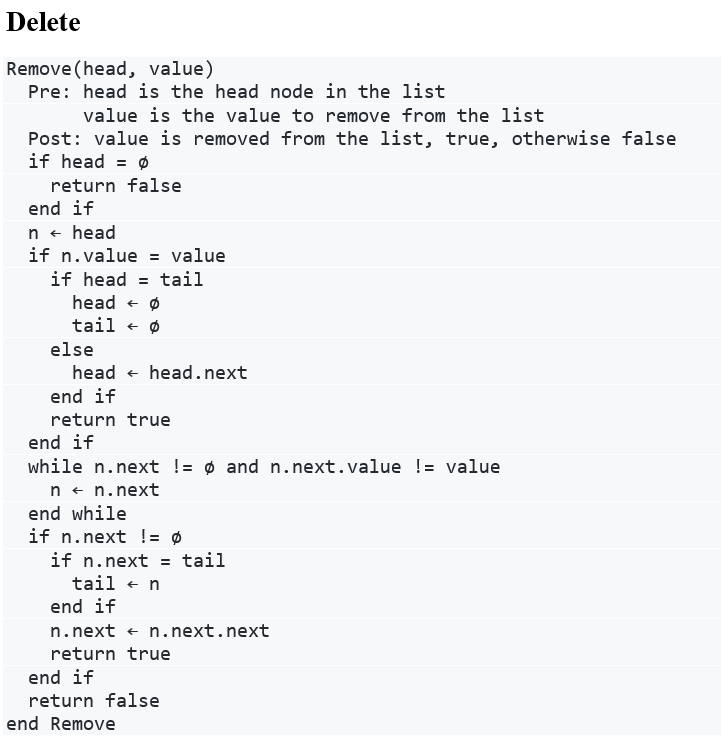 Delete
Remove(head, value)
  Pre: head is the head node in the list
       value is the value to remove from the list
  Post: value is removed from the list, true, otherwise false
  if head = ø
    return false
  end if
  n ← head
  if n.value = value
    if head = tail
      head ← ø
      tail ← ø
    else
      head ← head.next
    end if
    return true
  end if
  while n.next != ø and n.next.value != value
    n ← n.next
  end while
  if n.next != ø
    if n.next = tail
      tail ← n
    end if
    n.next ← n.next.next
    return true
  end if
  return false
end Remove